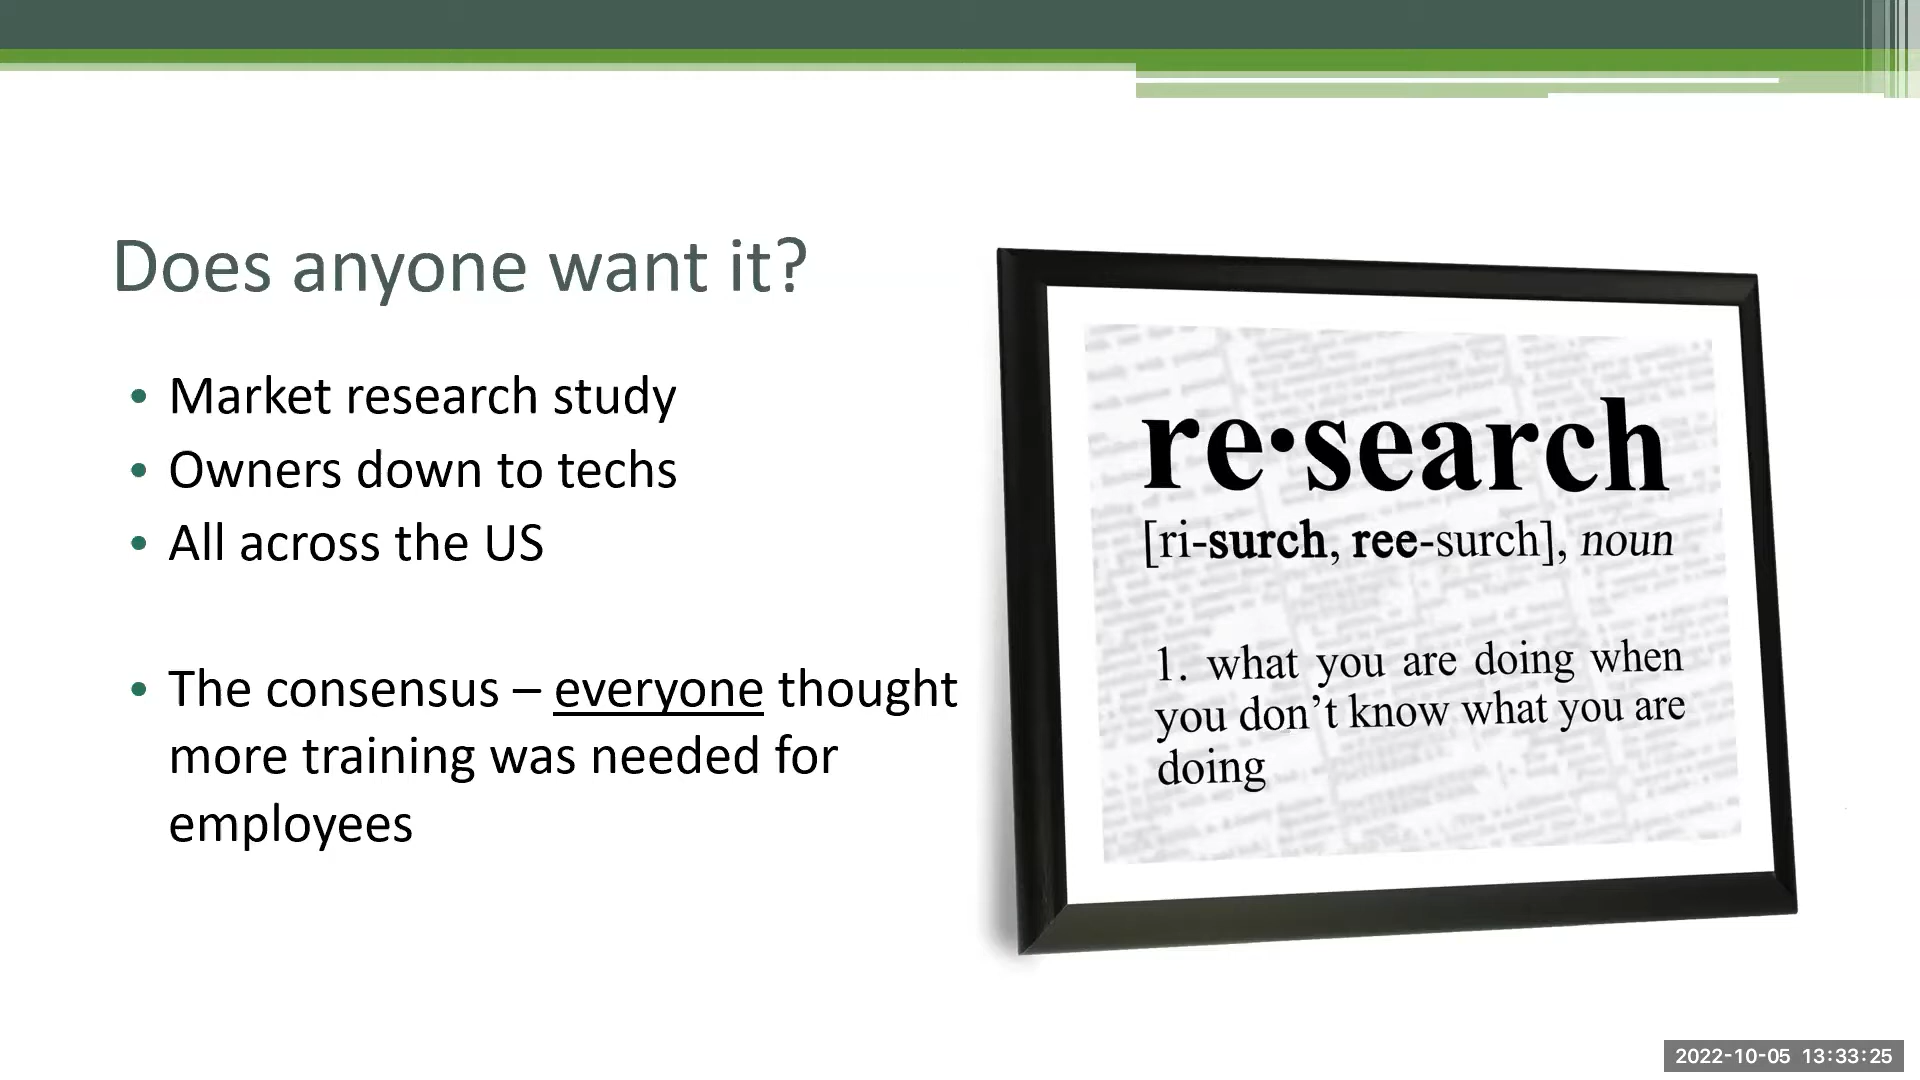 Does anyone want it?
• Market research study
• Owners down to techs
• All across the US
• The consensus – everyone thought
more training was needed for
employees
re·search
[ri-surch, ree-surch], noun
1. what you are doing when
you don’t know what you are
doing
2022-10-05 13:33:25